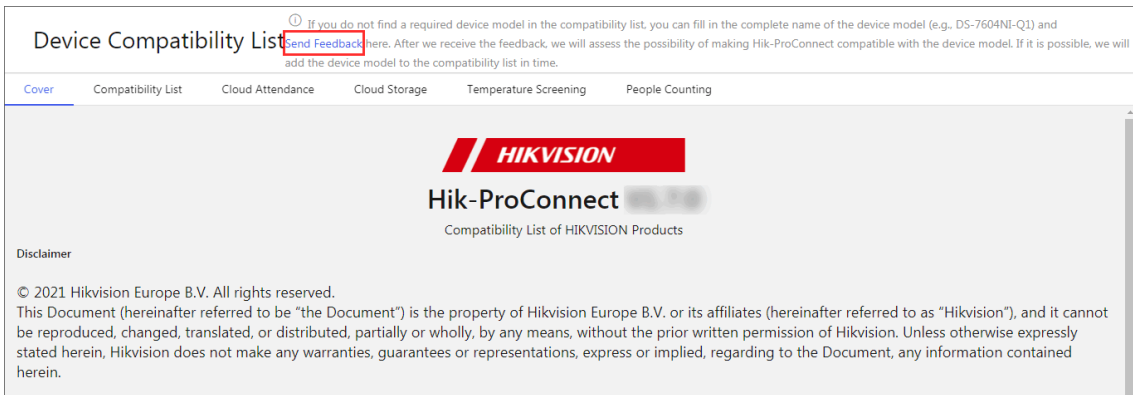 Device Compatibility List
If you do not find a required device model in the compatibility list, you can fill in the complete name of the device model (e.g., DS-7604NI-Q1) and
Send Feedback here. After we receive the feedback, we will assess the possibility of making Hik-ProConnect compatible with the device model. If it is possible, we will
add the device model to the compatibility list in time.
Cover Compatibility List Cloud Attendance Cloud Storage Temperature Screening People Counting
HIKVISION
Hik-ProConnect
Compatibility List of HIKVISION Products
Disclaimer
© 2021 Hikvision Europe B.V. All rights reserved.
This Document (hereinafter referred to be “the Document”) is the property of Hikvision Europe B.V. or its affiliates (hereinafter referred to as “Hikvision”), and it cannot
be reproduced, changed, translated, or distributed, partially or wholly, by any means, without the prior written permission of Hikvision. Unless otherwise expressly
stated herein, Hikvision does not make any warranties, guarantees or representations, express or implied, regarding to the Document, any information contained
herein.